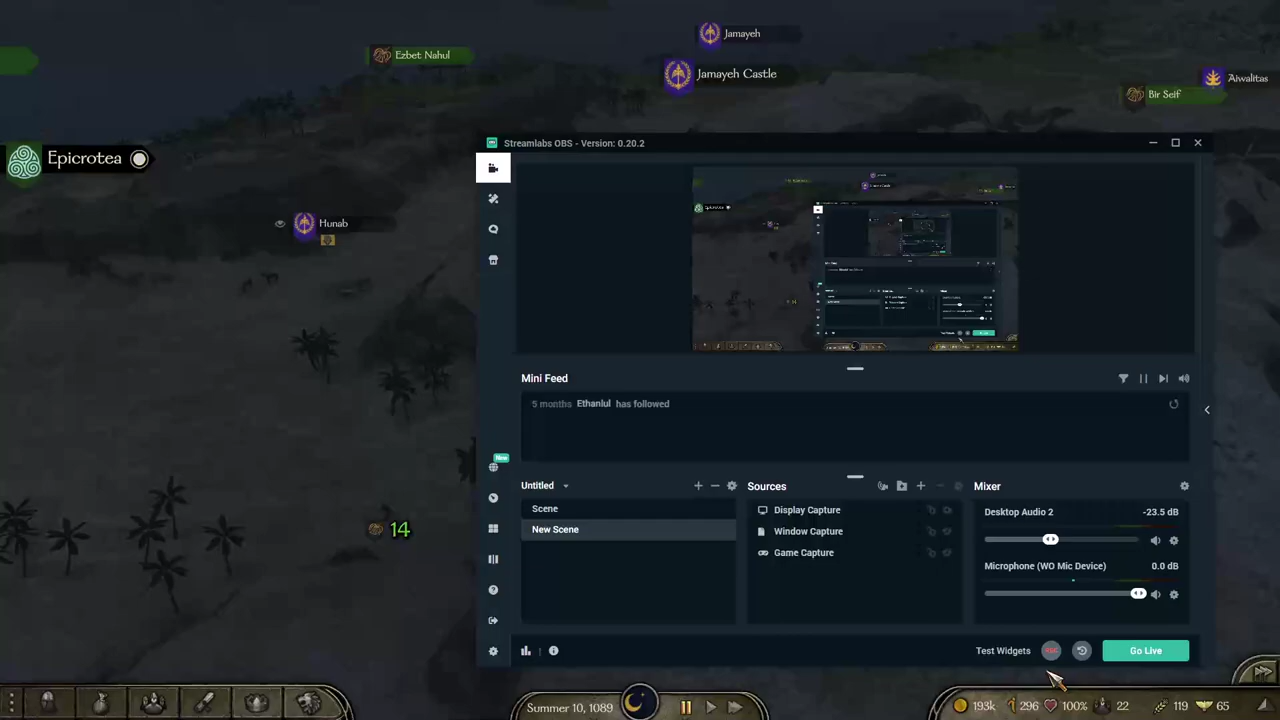 Jamayeh
Ezbet Nahul
Jamayeh Castle
Aiwalitas
Bir Seif
Streamlabs OBS - Version: 0.20.2
Epicrotea
Hunab
Mini Feed
5 months Ethanlul has followed
New
Untitled
Sources
Mixer
Scene
Display Capture
Desktop Audio 2
-23.5 dB
New Scene
Window Capture
14
Game Capture
Microphone (WO Mic Device)
0.0 dB
Test Widgets
REC
Go Live
Summer 10, 1089
193k
296
100%
22
119
65